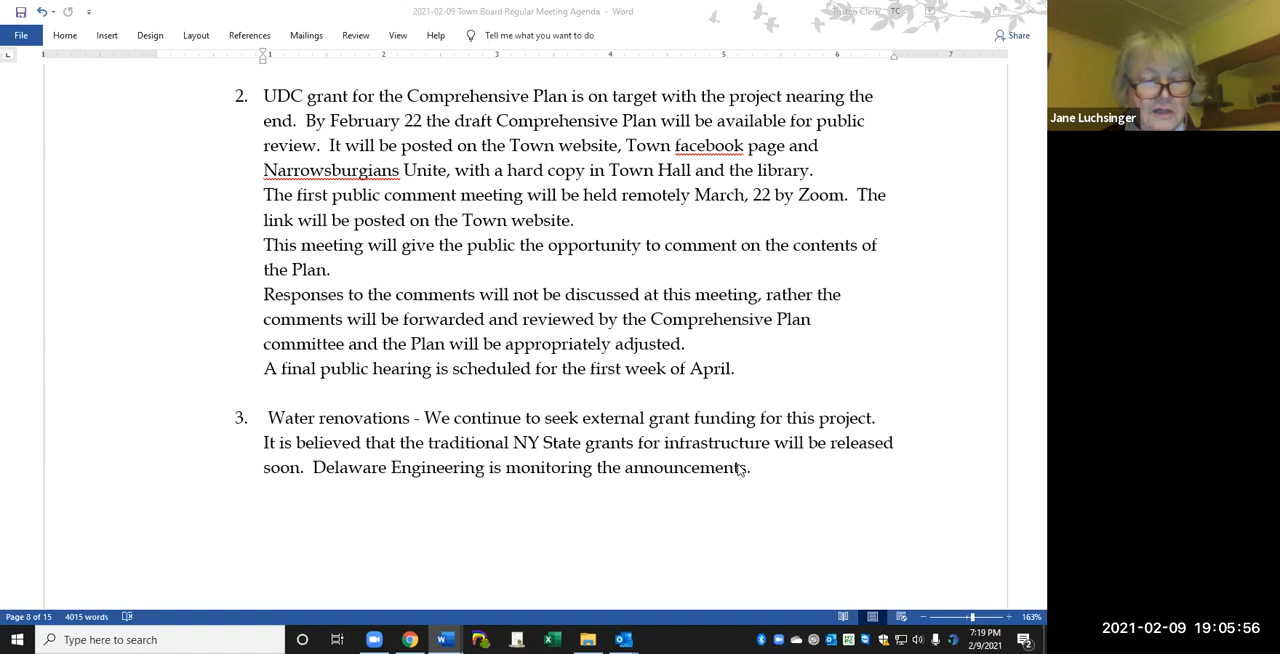 2021-02-09 Town Board Regular Meeting Agenda - Word
TC
File Home Insert Design Layout References Mailings Review View Help Tell me what you want to do Share
1 1 2 3 4 5 6 7
2. UDC grant for the Comprehensive Plan is on target with the project nearing the
end. By February 22 the draft Comprehensive Plan will be available for public
review. It will be posted on the Town website, Town facebook page and
Narrowsburgians Unite, with a hard copy in Town Hall and the library.
The first public comment meeting will be held remotely March, 22 by Zoom. The
link will be posted on the Town website.
This meeting will give the public the opportunity to comment on the contents of
the Plan.
Responses to the comments will not be discussed at this meeting, rather the
comments will be forwarded and reviewed by the Comprehensive Plan
committee and the Plan will be appropriately adjusted.
A final public hearing is scheduled for the first week of April.
3. Water renovations - We continue to seek external grant funding for this project.
It is believed that the traditional NY State grants for infrastructure will be released
soon. Delaware Engineering is monitoring the announcements.
Jane Luchsinger
Page 8 of 15 4015 words 163%
Type here to search
7:19 PM
2/9/2021
2
2021-02-09 19:05:56